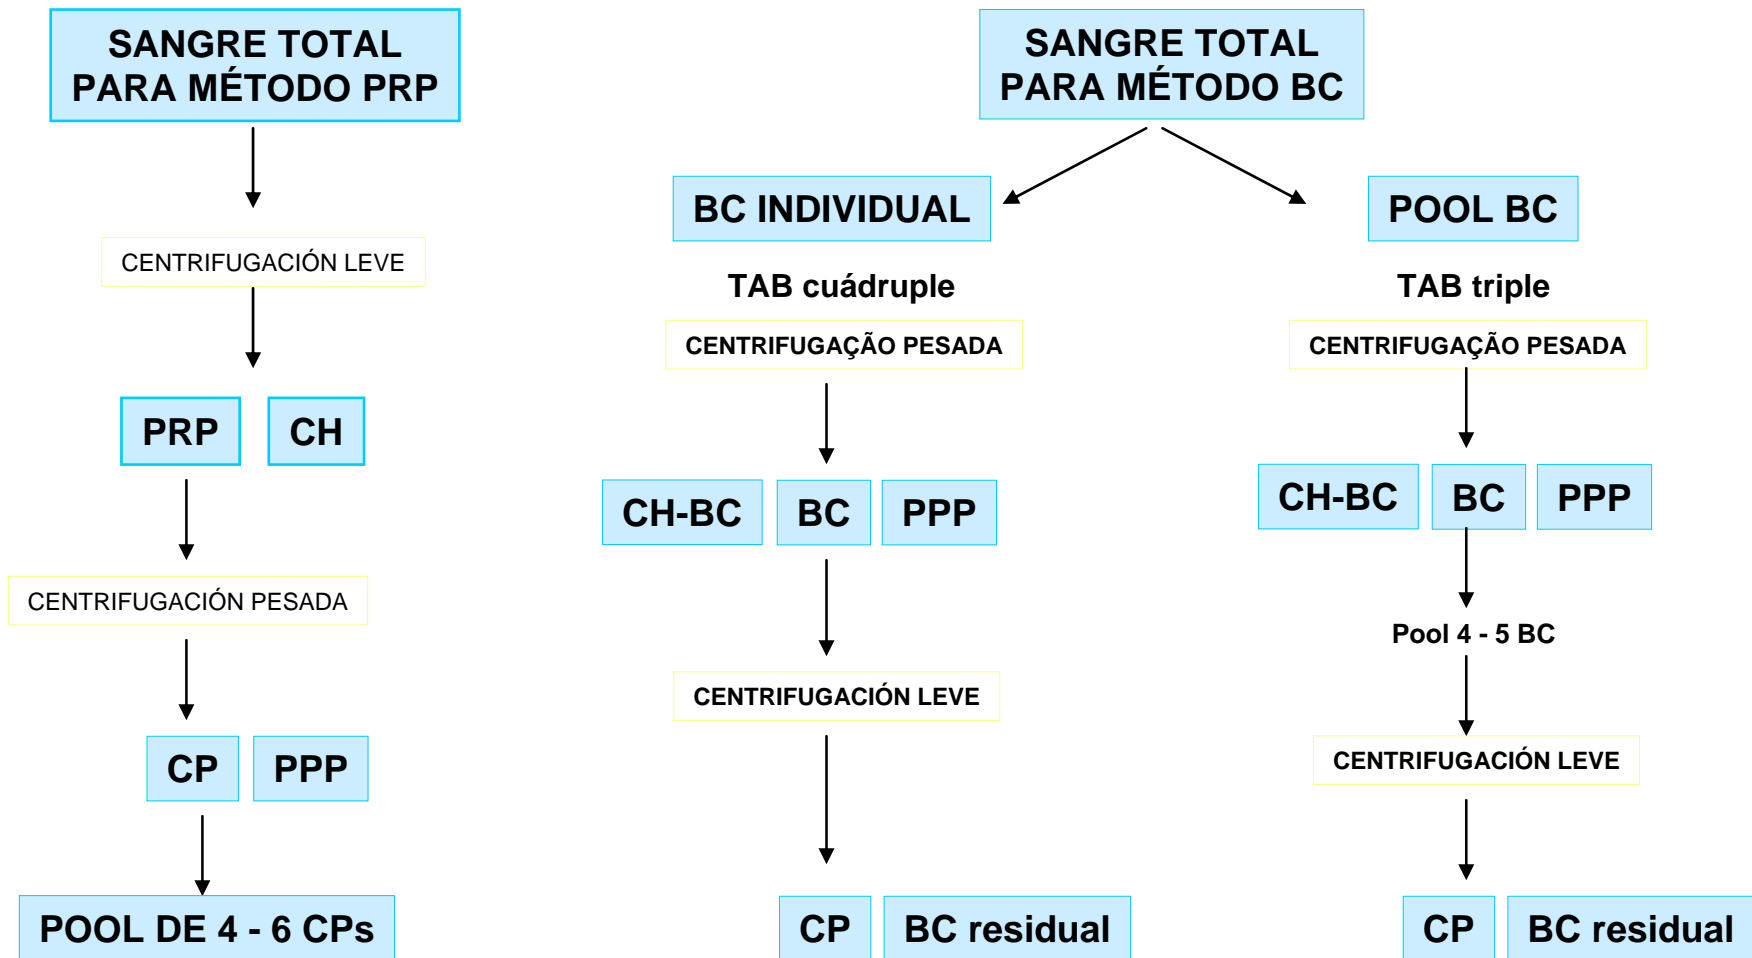 SANGRE TOTAL
PARA MÉTODO PRP
CENTRIFUGACIÓN LEVE
PRP
CH
CENTRIFUGACIÓN PESADA
CP
PPP
POOL DE 4 - 6 CPs
SANGRE TOTAL
PARA MÉTODO BC
BC INDIVIDUAL
TAB cuádruple
CENTRIFUGAÇÃO PESADA
CH-BC
BC
PPP
CENTRIFUGACIÓN LEVE
CP
BC residual
POOL BC
TAB triple
CENTRIFUGAÇÃO PESADA
CH-BC
BC
PPP
Pool 4 - 5 BC
CENTRIFUGACIÓN LEVE
CP
BC residual